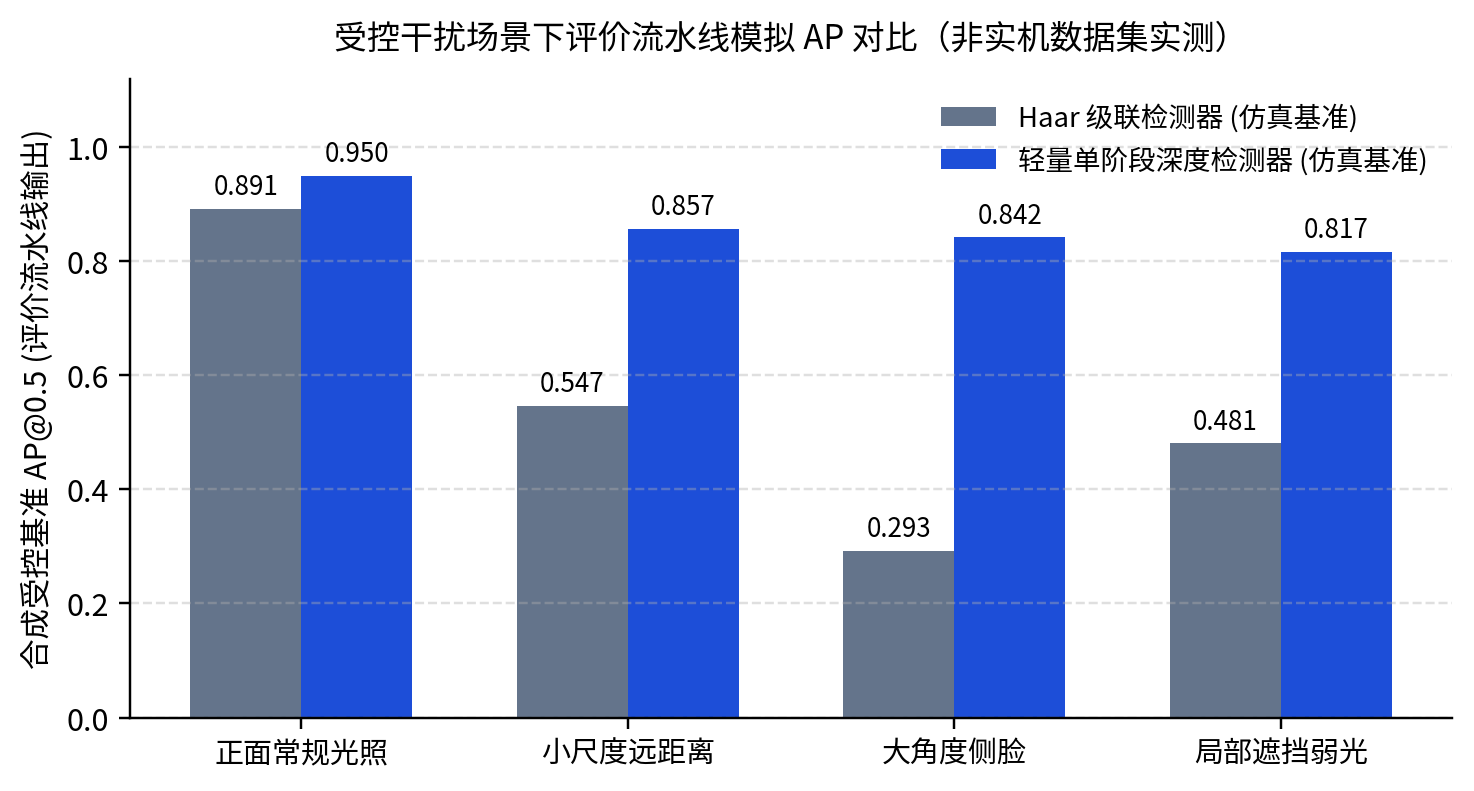 受控干扰场景下评价流水线模拟 AP 对比（非实机数据集实测）
合成受控基准 AP@0.5 (评价流水线输出)
Haar 级联检测器 (仿真基准)
轻量单阶段深度检测器 (仿真基准)
1.0
0.8
0.6
0.4
0.2
0.0
0.891
0.950
0.547
0.857
0.293
0.842
0.481
0.817
正面常规光照
小尺度远距离
大角度侧脸
局部遮挡弱光